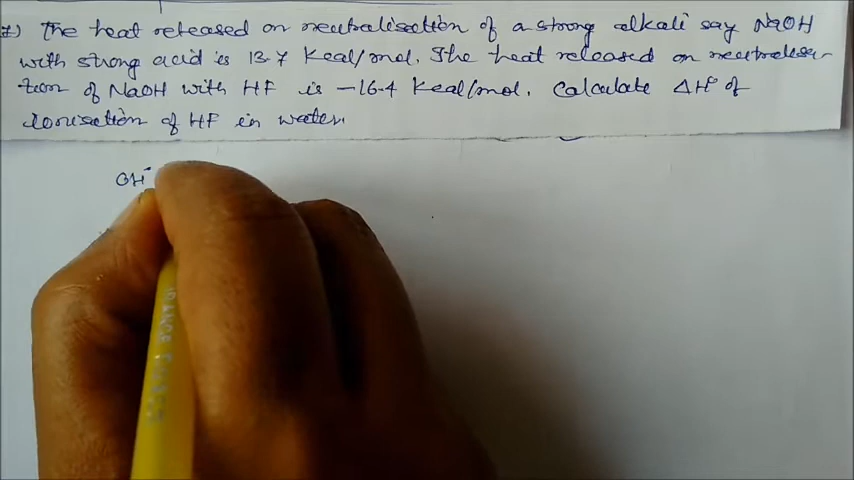 7) The heat released on neutralisation of a strong alkali say NaOH
with strong acid is 13.7 Kcal/mol. The heat released on neutralisa-
tion of NaOH with HF is -16.4 Kcal/mol. Calculate ΔH° of
ionisation of HF in water.
OH⁻